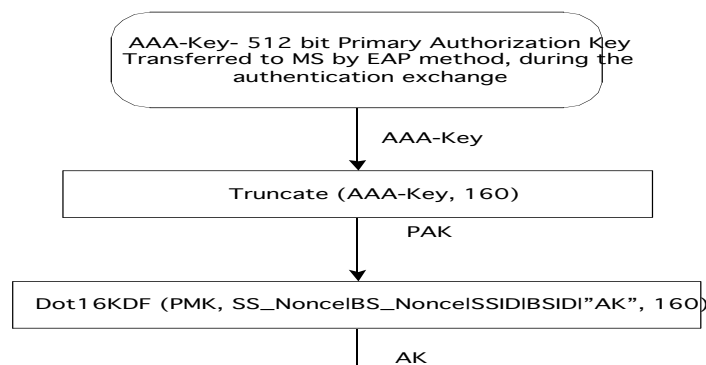 AAA-Key- 512 bit Primary Authorization Key
Transferred to MS by EAP method, during the
authentication exchange
AAA-Key
Truncate (AAA-Key, 160)
PAK
Dot16KDF (PMK, SS_Nonce|BS_Nonce|SSID|BSID|”AK”, 160)
AK